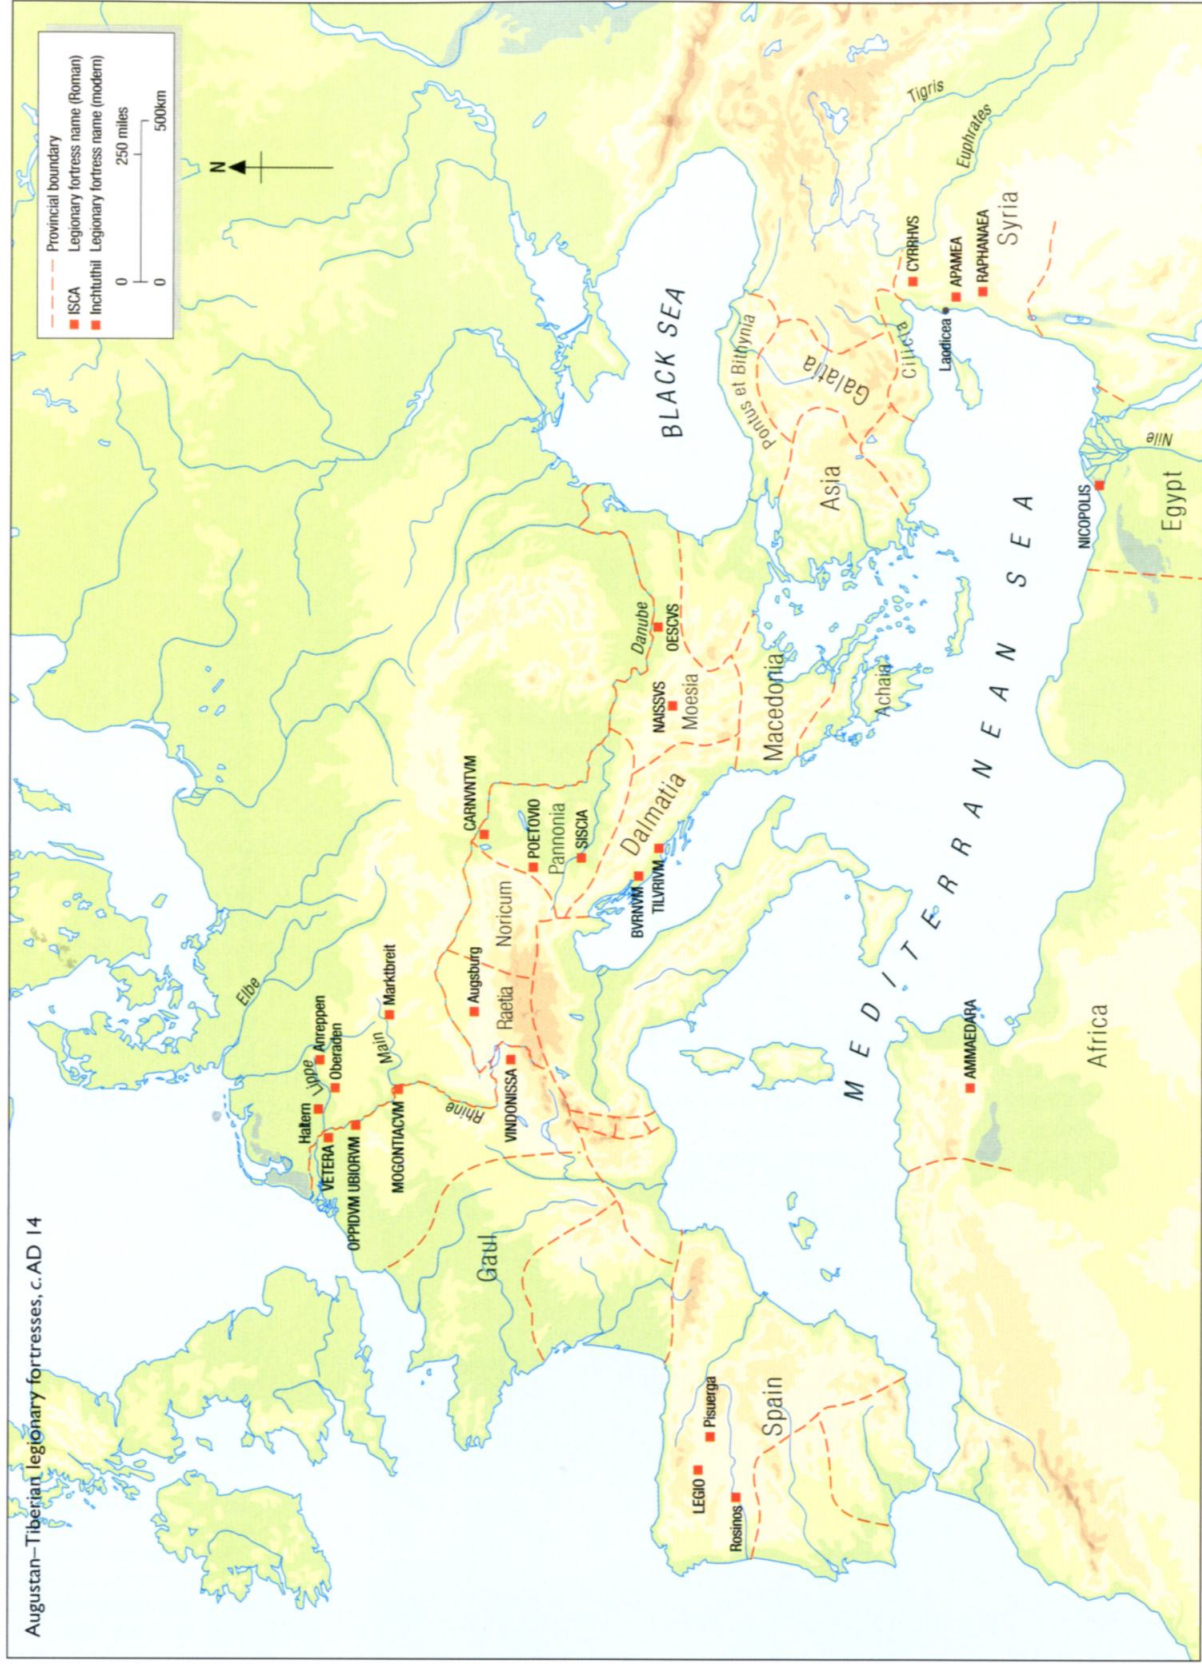 Augustan–Tiberian legionary fortresses, c. AD 14
Provincial boundary
ISCA Legionary fortress name (Roman)
Inchtuthil Legionary fortress name (modern)
0 250 miles
0 500km
N
Elbe
Haltern
Lippe
Anreppen
Oberaden
VETERA
OPPIDVM UBIORVM
Main
Marktbreit
MOGONTIACVM
Rhine
Augsburg
Raetia
VINDONISSA
Noricum
CARNVNTVM
POETOVIO
Pannonia
SISCIA
Gaul
BVRNVM
TILVRIVM
Dalmatia
Danube
OESCVS
NAISSVS
Moesia
Macedonia
Achaia
BLACK SEA
Pontus et Bithynia
Galatia
Asia
Cilicia
Tigris
Euphrates
CYRRHVS
APAMEA
Laodicea
RAPHANAEA
Syria
LEGIO
Pisuerga
Rosinos
Spain
MEDITERRANEAN SEA
AMMAEDARA
Africa
NICOPOLIS
Nile
Egypt